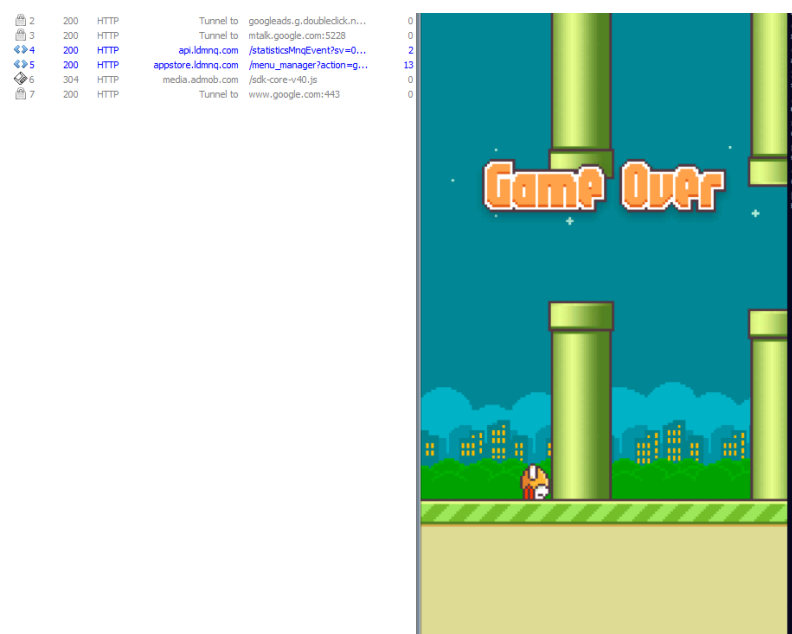 2 200 HTTP Tunnel to googleads.g.doubleclick.n... 0
3 200 HTTP Tunnel to mtalk.google.com:5228 0
4 200 HTTP api.ldmnq.com /statisticsMnqEvent?sv=0... 2
5 200 HTTP appstore.ldmnq.com /menu_manager?action=g... 13
6 304 HTTP media.admob.com /sdk-core-v40.js 0
7 200 HTTP Tunnel to www.google.com:443 0
Game Over